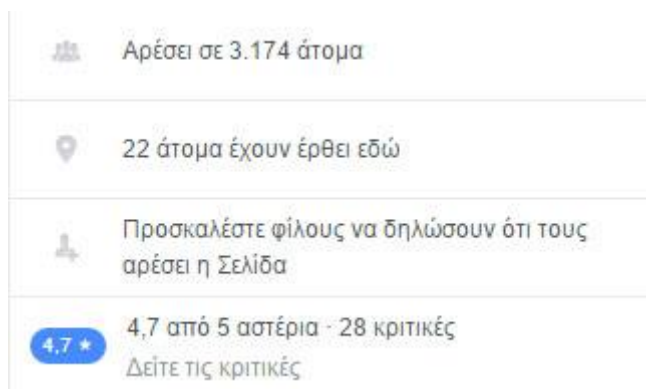 Αρέσει σε 3.174 άτομα
22 άτομα έχουν έρθει εδώ
Προσκαλέστε φίλους να δηλώσουν ότι τους
αρέσει η Σελίδα
4,7 ★ 4,7 από 5 αστέρια · 28 κριτικές
Δείτε τις κριτικές